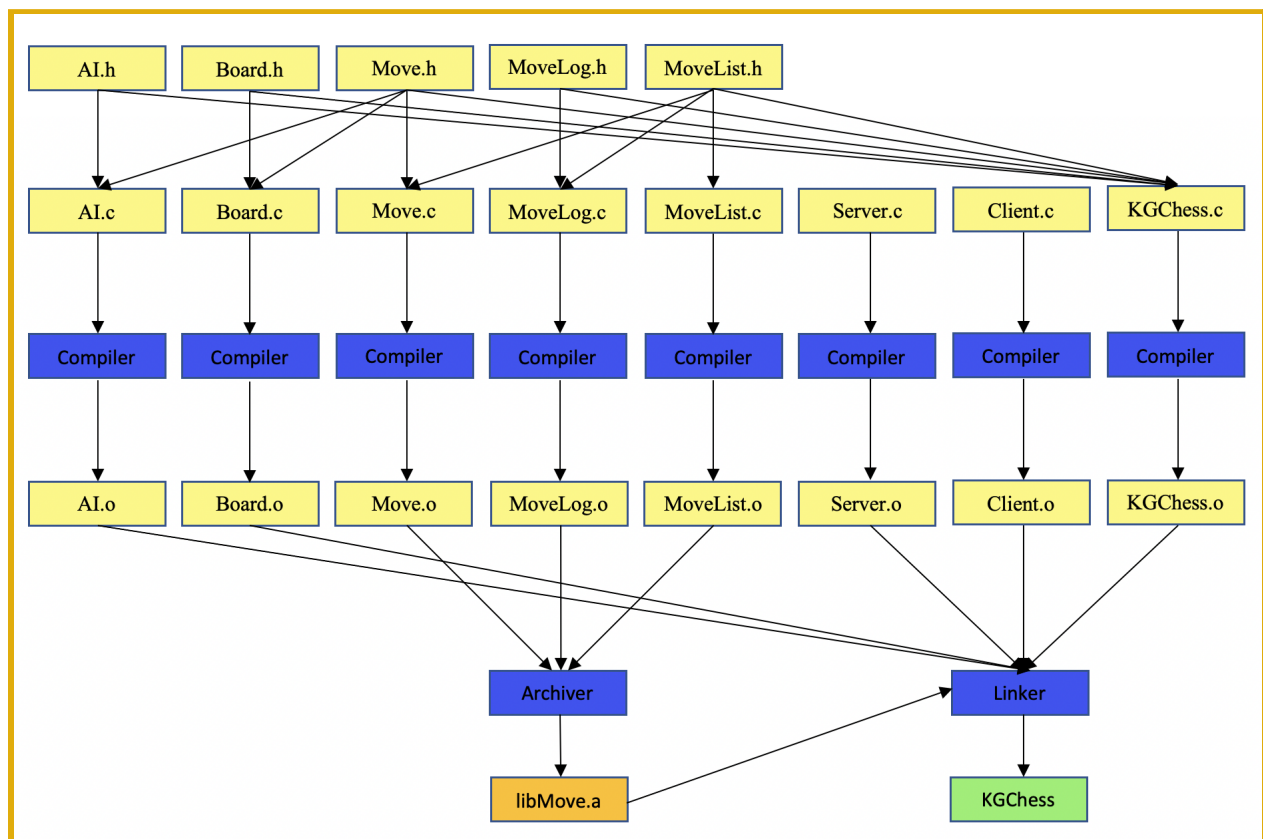 AI.h
Board.h
Move.h
MoveLog.h
MoveList.h
AI.c
Board.c
Move.c
MoveLog.c
MoveList.c
Server.c
Client.c
KGChess.c
Compiler
Compiler
Compiler
Compiler
Compiler
Compiler
Compiler
Compiler
AI.o
Board.o
Move.o
MoveLog.o
MoveList.o
Server.o
Client.o
KGChess.o
Archiver
Linker
libMove.a
KGChess